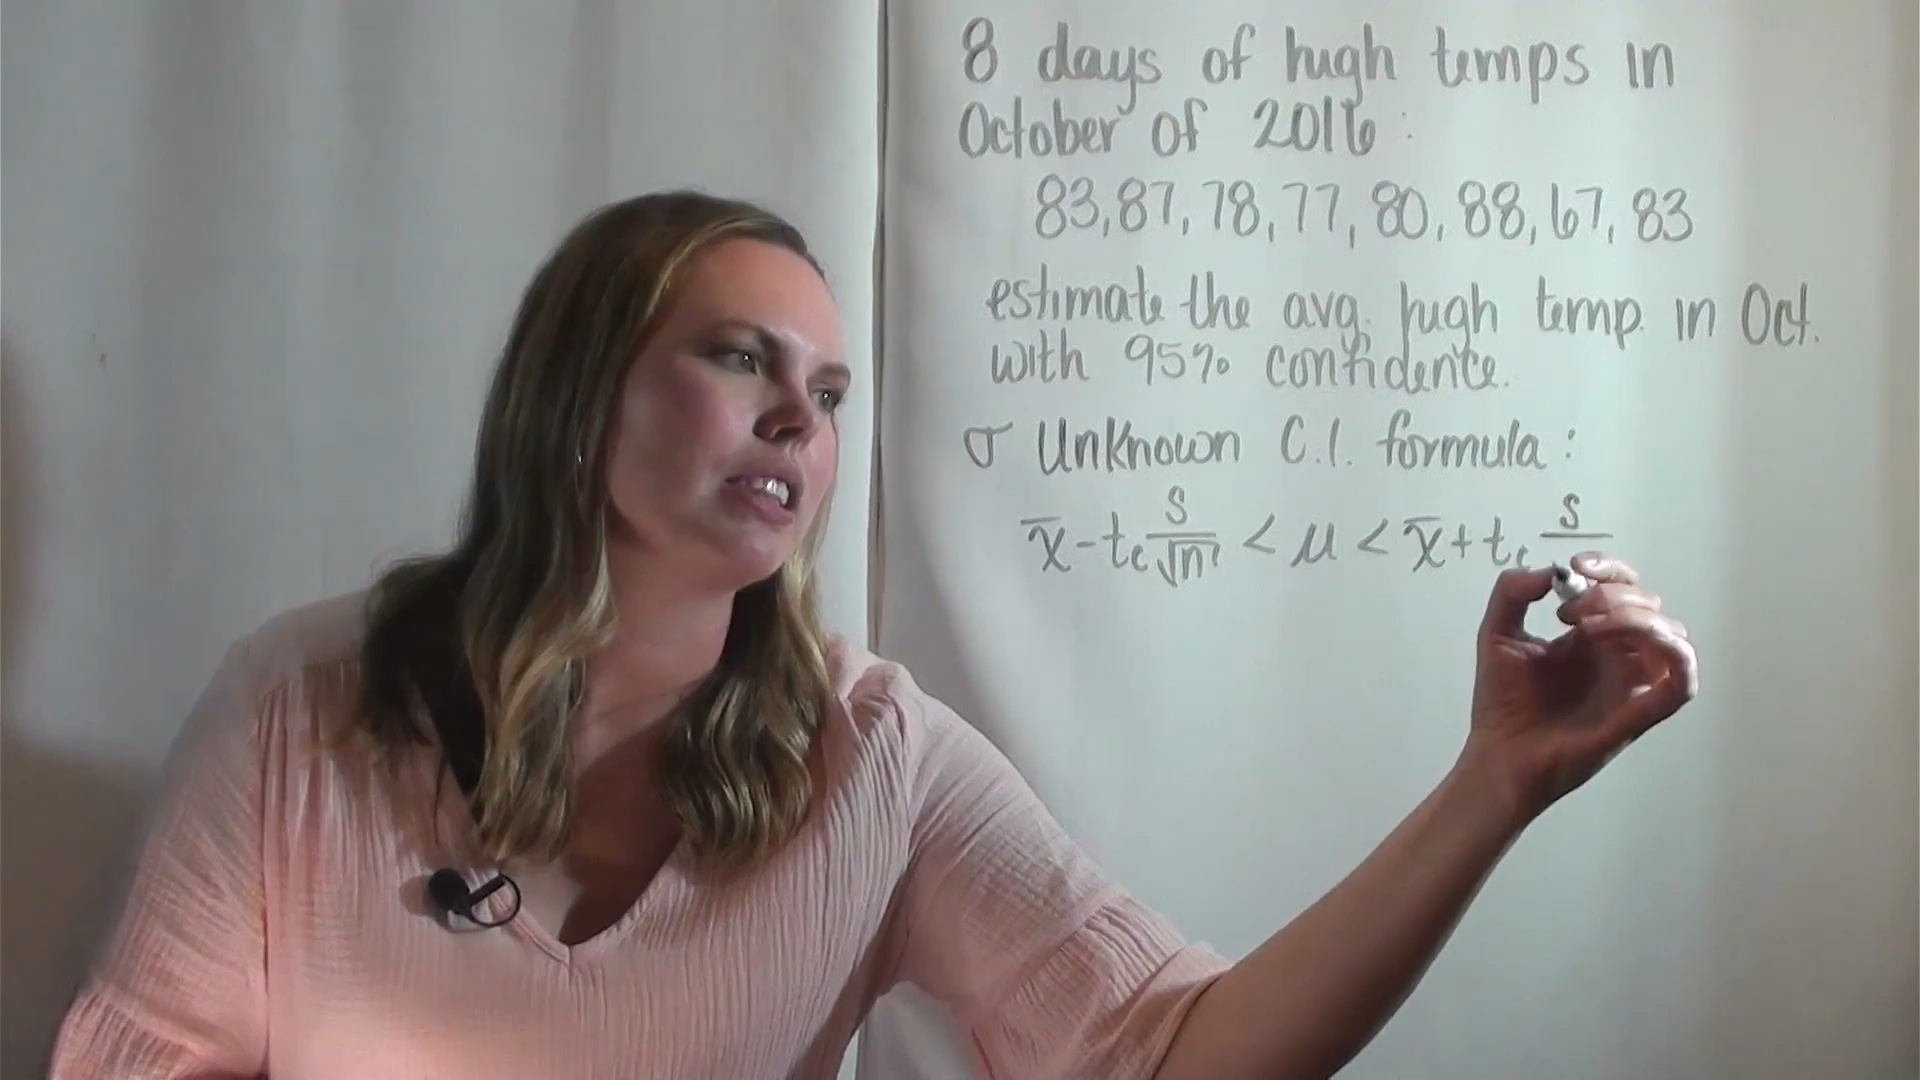 8 days of high temps in
October of 2016:
83, 87, 78, 77, 80, 88, 67, 83
estimate the avg. high temp. in Oct.
with 95% confidence.
σ Unknown C.I. formula:
x̄ - tc s/√n < μ < x̄ + tc s/